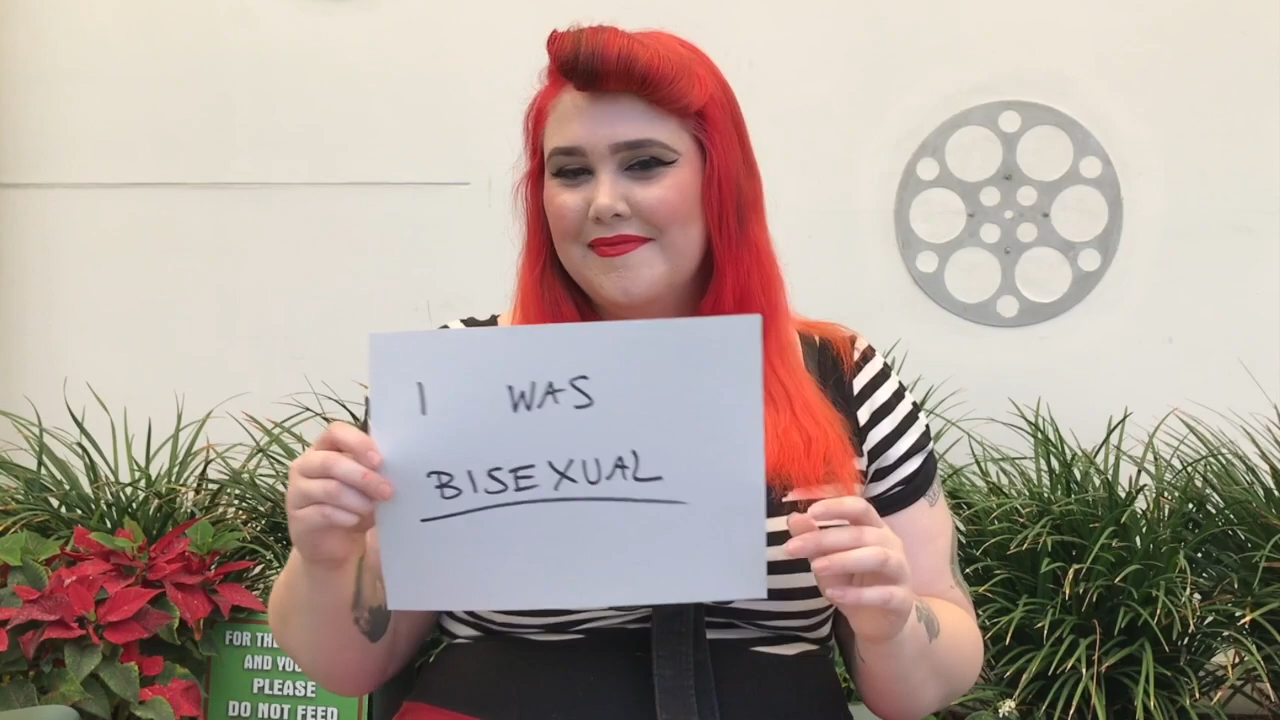 I WAS
BISEXUAL
FOR THE
AND YOU
PLEASE
DO NOT FEED